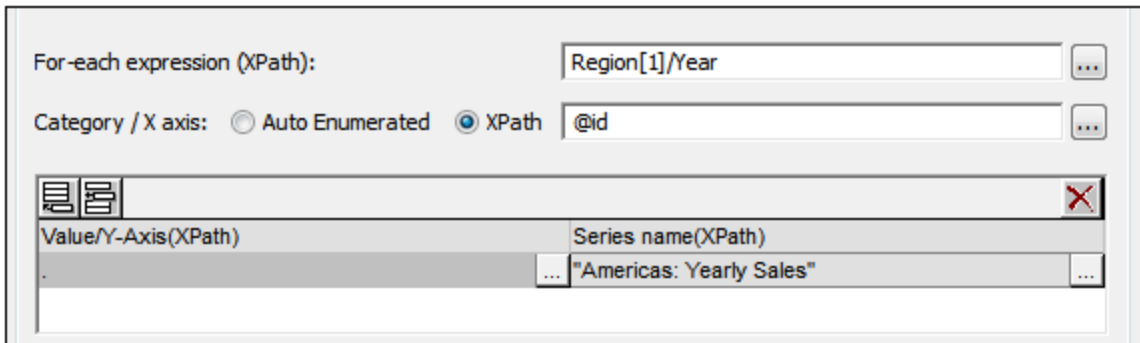 For-each expression (XPath): Region[1]/Year ...
Category / X axis: Auto Enumerated XPath @id ...
Value/Y-Axis(XPath) Series name(XPath)
. ... "Americas: Yearly Sales" ...